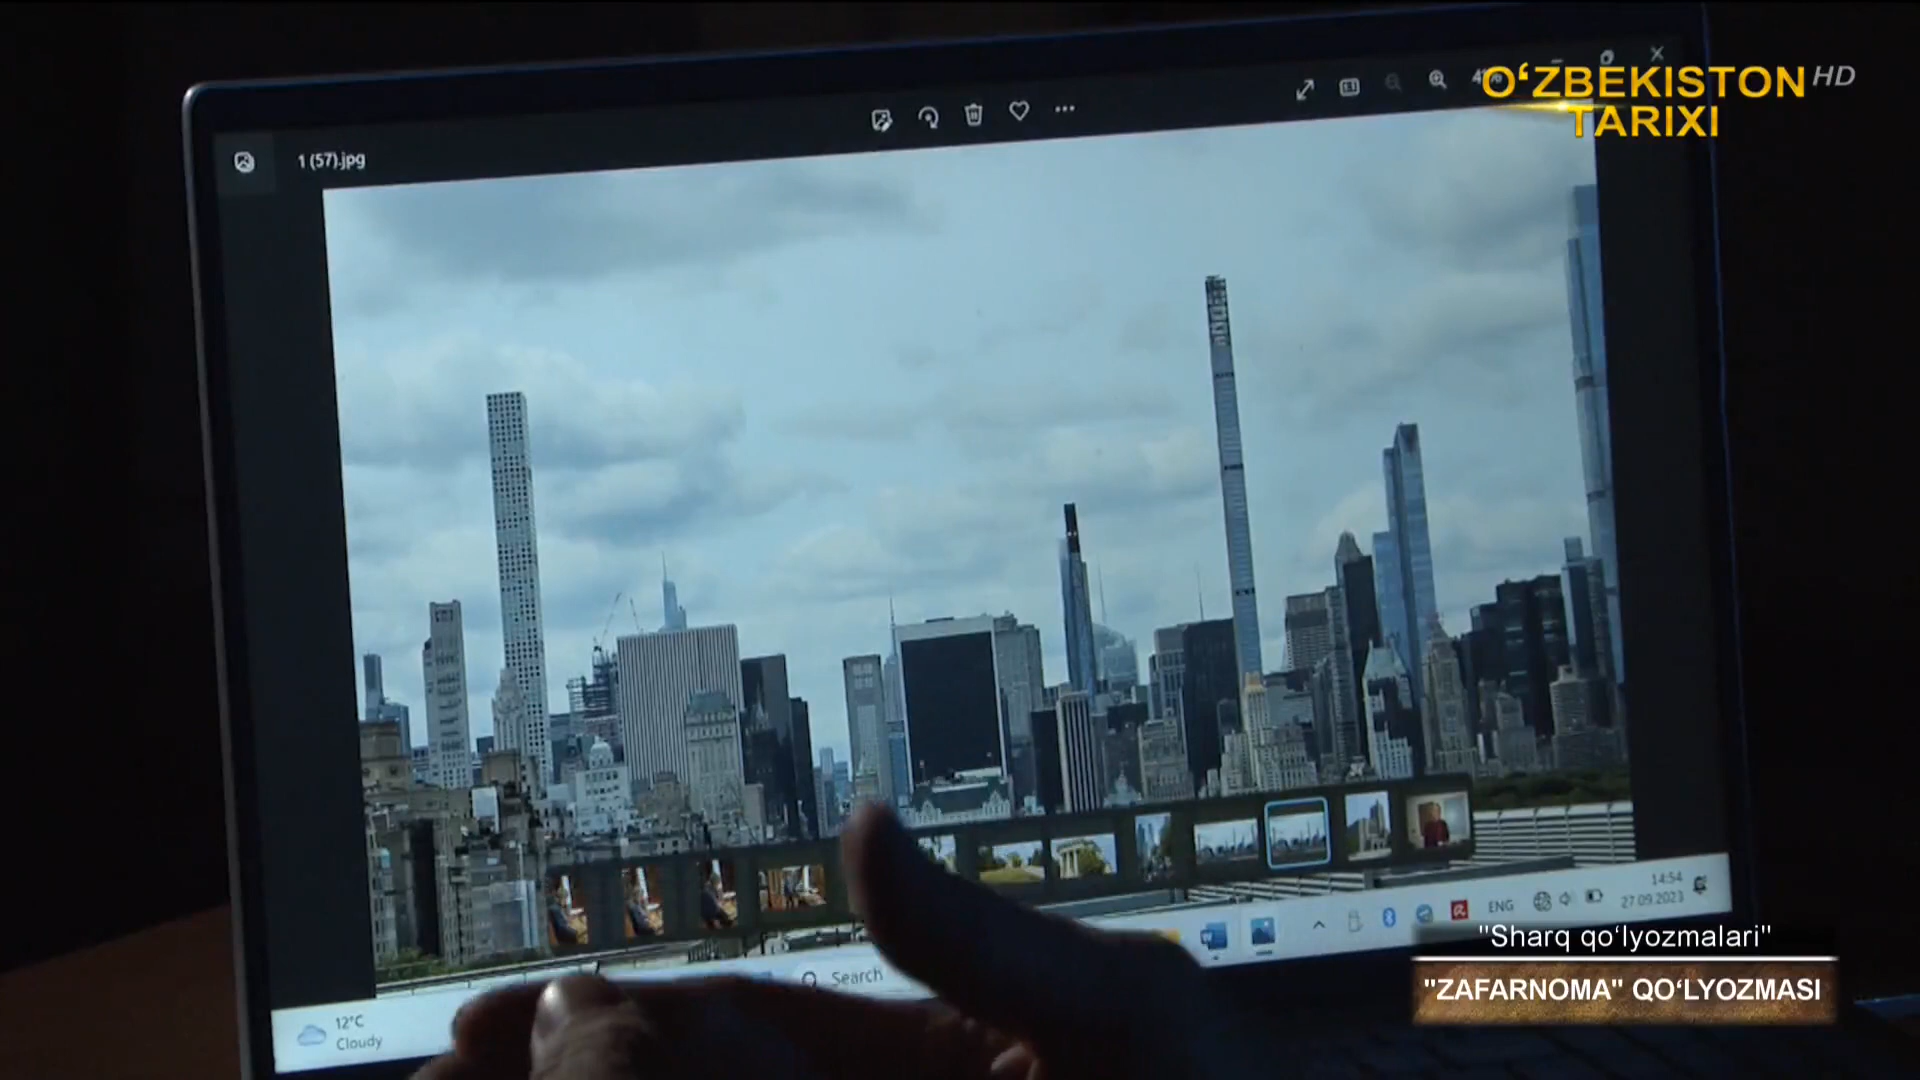 1 (57).jpg
O‘ZBEKISTON HD
TARIXI
Search
ENG
14:54
27.09.2023
12°C
Cloudy
"Sharq qo‘lyozmalari"
"ZAFARNOMA" QO‘LYOZMASI